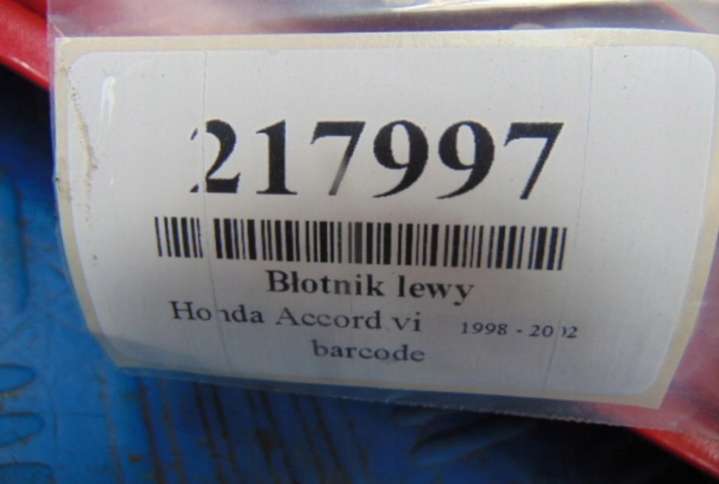 217997
Błotnik lewy
Honda Accord vi 1998 - 2002
barcode